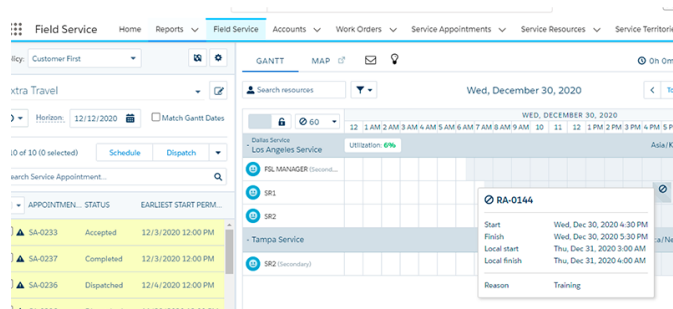 Field Service Home Reports Field Service Accounts Work Orders Service Appointments Service Resources Service Territorie
licy: Customer First
GANTT MAP 0h 0m
xtra Travel
Search resources Wed, December 30, 2020
Horizon: 12/12/2020 Match Gantt Dates
60 WED, DECEMBER 30, 2020
12 1 AM 2 AM 3 AM 4 AM 5 AM 6 AM 7 AM 8 AM 9 AM 10 11 12 1 PM 2 PM 3 PM 4 PM 5 P
10 of 10 (0 selected) Schedule Dispatch
Dallas Service
Los Angeles Service Utilization: 6% Asia/K
earch Service Appointment...
FSL MANAGER (Second...
SR1
SR2
APPOINTMEN... STATUS EARLIEST START PERM...
SA-0233 Accepted 12/3/2020 12:00 PM
SA-0237 Completed 12/3/2020 12:00 PM
SA-0236 Dispatched
Tampa Service ca/Ne
SR2 (Secondary)
RA-0144
Start Wed, Dec 30, 2020 4:30 PM
Finish Wed, Dec 30, 2020 5:30 PM
Local start Thu, Dec 31, 2020 3:00 AM
Local finish Thu, Dec 31, 2020 4:00 AM
Reason Training